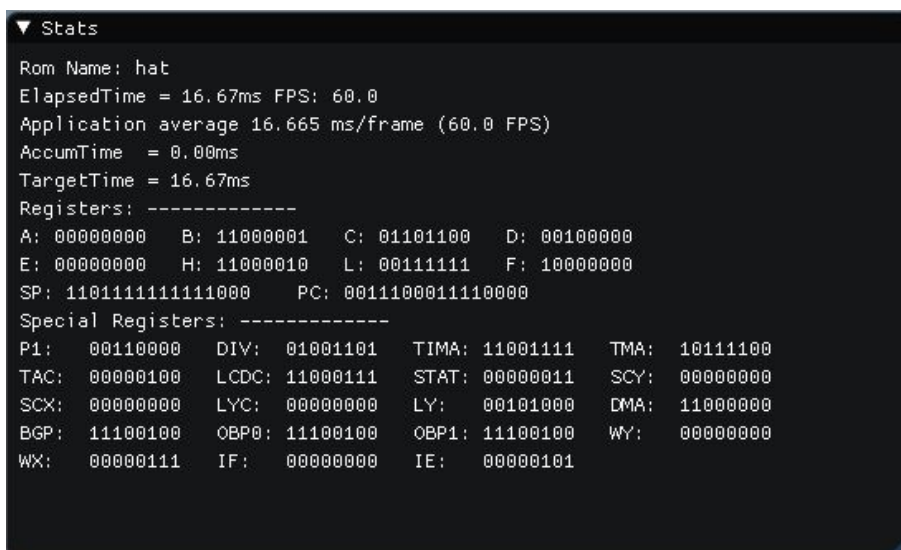 ▼ Stats
Rom Name: hat
ElapsedTime = 16.67ms FPS: 60.0
Application average 16.665 ms/frame (60.0 FPS)
AccumTime  = 0.00ms
TargetTime = 16.67ms
Registers: -------------
A: 00000000   B: 11000001   C: 01101100   D: 00100000
E: 00000000   H: 11000010   L: 00111111   F: 10000000
SP: 1101111111111000    PC: 0011100011110000
Special Registers: -------------
P1:   00110000   DIV:  01001101   TIMA: 11001111   TMA:  10111100
TAC:  00000100   LCDC: 11000111   STAT: 00000011   SCY:  00000000
SCX:  00000000   LYC:  00000000   LY:   00101000   DMA:  11000000
BGP:  11100100   OBP0: 11100100   OBP1: 11100100   WY:   00000000
WX:   00000111   IF:   00000000   IE:   00000101